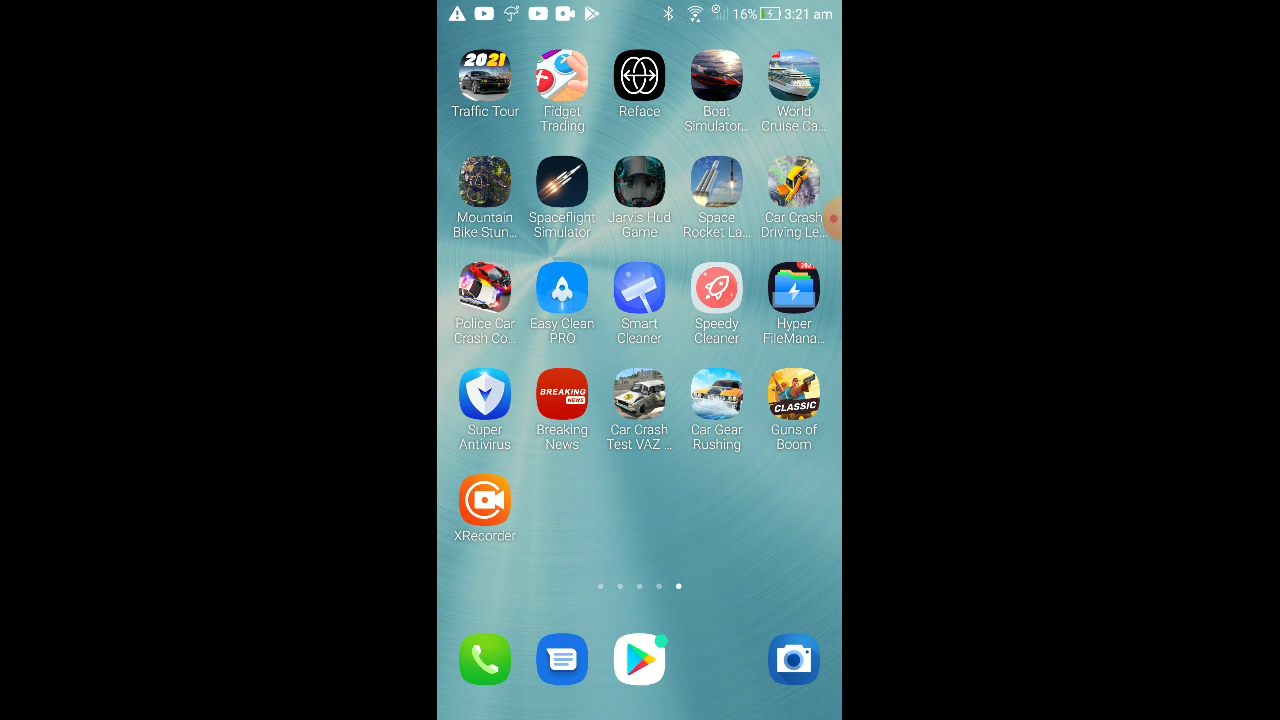 16% 3:21 am
2021
Traffic Tour
Fidget
Trading
Reface
Boat
Simulator...
World
Cruise Ca...
Mountain
Bike Stun...
Spaceflight
Simulator
Jarvis Hud
Game
Space
Rocket La...
Car Crash
Driving Le...
Police Car
Crash Co...
Easy Clean
PRO
Smart
Cleaner
Speedy
Cleaner
Hyper
FileMana...
Super
Antivirus
BREAKING
NEWS
Breaking
News
Car Crash
Test VAZ ...
Car Gear
Rushing
CLASSIC
Guns of
Boom
XRecorder